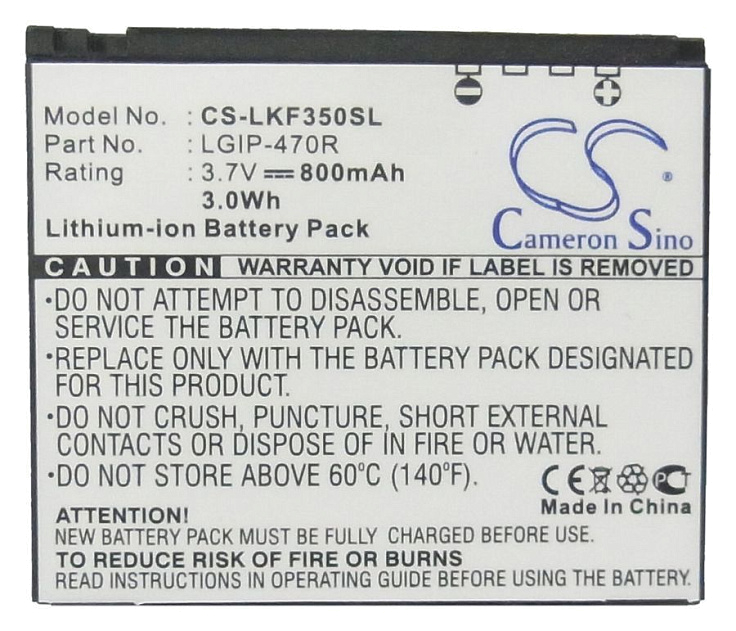 Model No. : CS-LKF350SL
Part No. : LGIP-470R
Rating : 3.7V 800mAh
3.0Wh
Lithium-ion Battery Pack
CS ®
Cameron Sino
CAUTION WARRANTY VOID IF LABEL IS REMOVED
•DO NOT ATTEMPT TO DISASSEMBLE, OPEN OR
SERVICE THE BATTERY PACK.
•REPLACE ONLY WITH THE BATTERY PACK DESIGNATED
FOR THIS PRODUCT.
•DO NOT CRUSH, PUNCTURE, SHORT EXTERNAL
CONTACTS OR DISPOSE OF IN FIRE OR WATER.
•DO NOT STORE ABOVE 60°C (140°F).
CE PCT
Made In China
ATTENTION!
NEW BATTERY PACK MUST BE FULLY CHARGED BEFORE USE.
TO REDUCE RISK OF FIRE OR BURNS
READ INSTRUCTIONS IN OPERATING GUIDE BEFORE USING THE BATTERY.